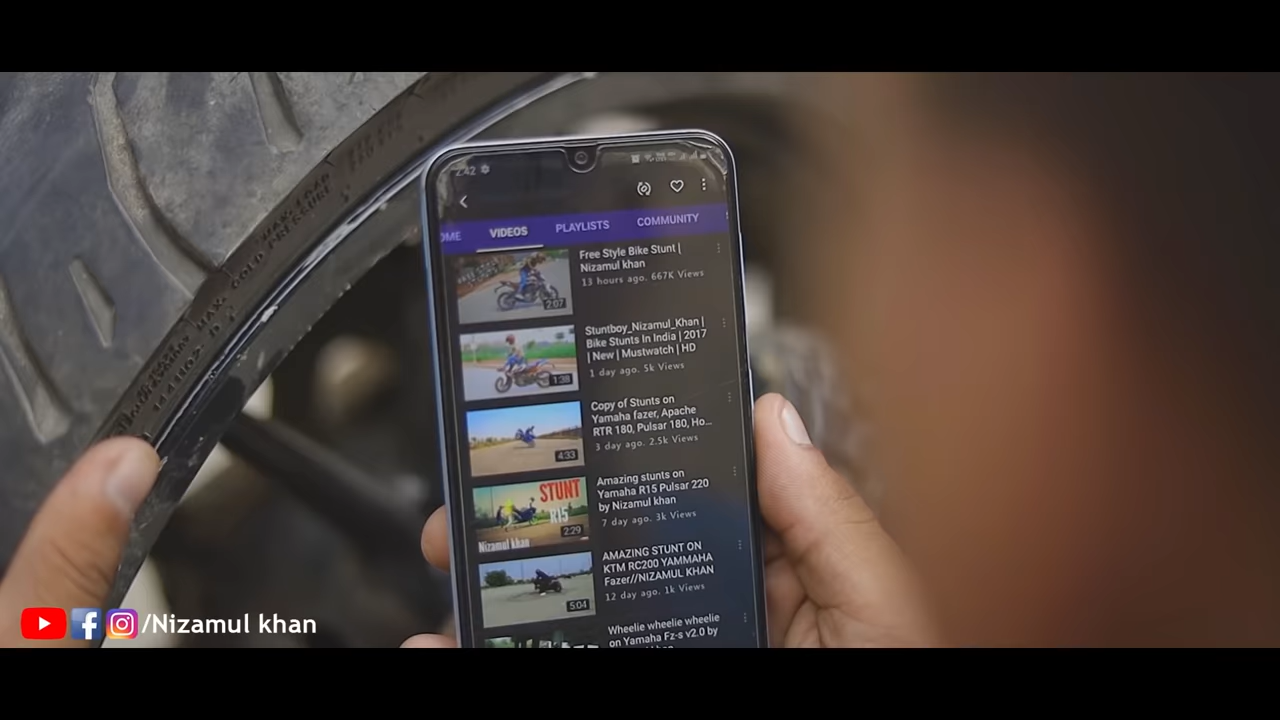 MAX. LOAD
MAX. COLD PRESSURE
2:42
OME VIDEOS PLAYLISTS COMMUNITY
Free Style Bike Stunt |
Nizamul khan
13 hours ago. 667K Views
2:07
Stuntboy_Nizamul_Khan |
Bike Stunts In India | 2017
| New | Mustwatch | HD
1 day ago. 5k Views
1:38
Copy of Stunts on
Yamaha fazer, Apache
RTR 180, Pulsar 180, Ho...
3 day ago. 2.5k Views
4:33
Amazing stunts on
Yamaha R15 Pulsar 220
by Nizamul khan
7 day ago. 3k Views
STUNT
R15
2:29
Nizamul khan
AMAZING STUNT ON
KTM RC200 YAMMAHA
Fazer//NIZAMUL KHAN
12 day ago. 1k Views
5:04
Wheelie wheelie wheelie
on Yamaha Fz-s v2.0 by
/Nizamul khan